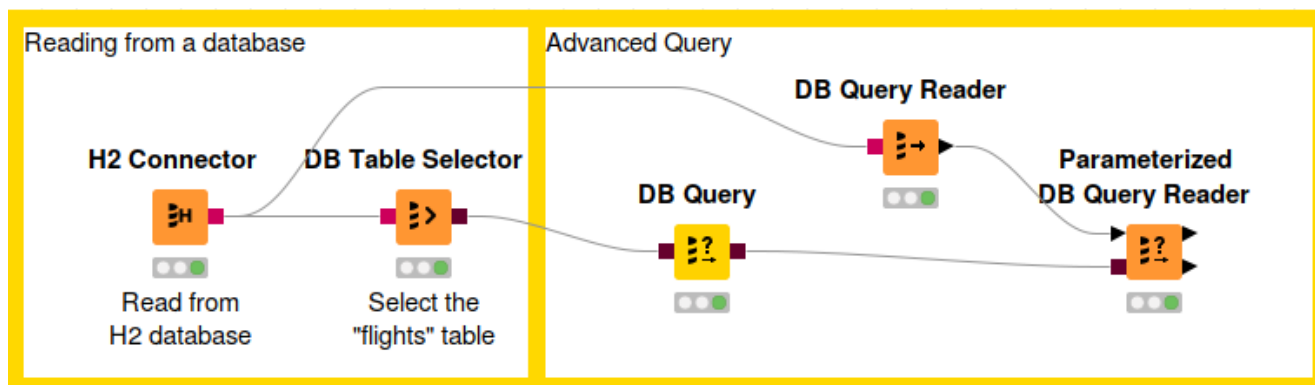 Reading from a database
H2 Connector
Read from
H2 database
DB Table Selector
Select the
"flights" table
Advanced Query
DB Query
DB Query Reader
Parameterized
DB Query Reader